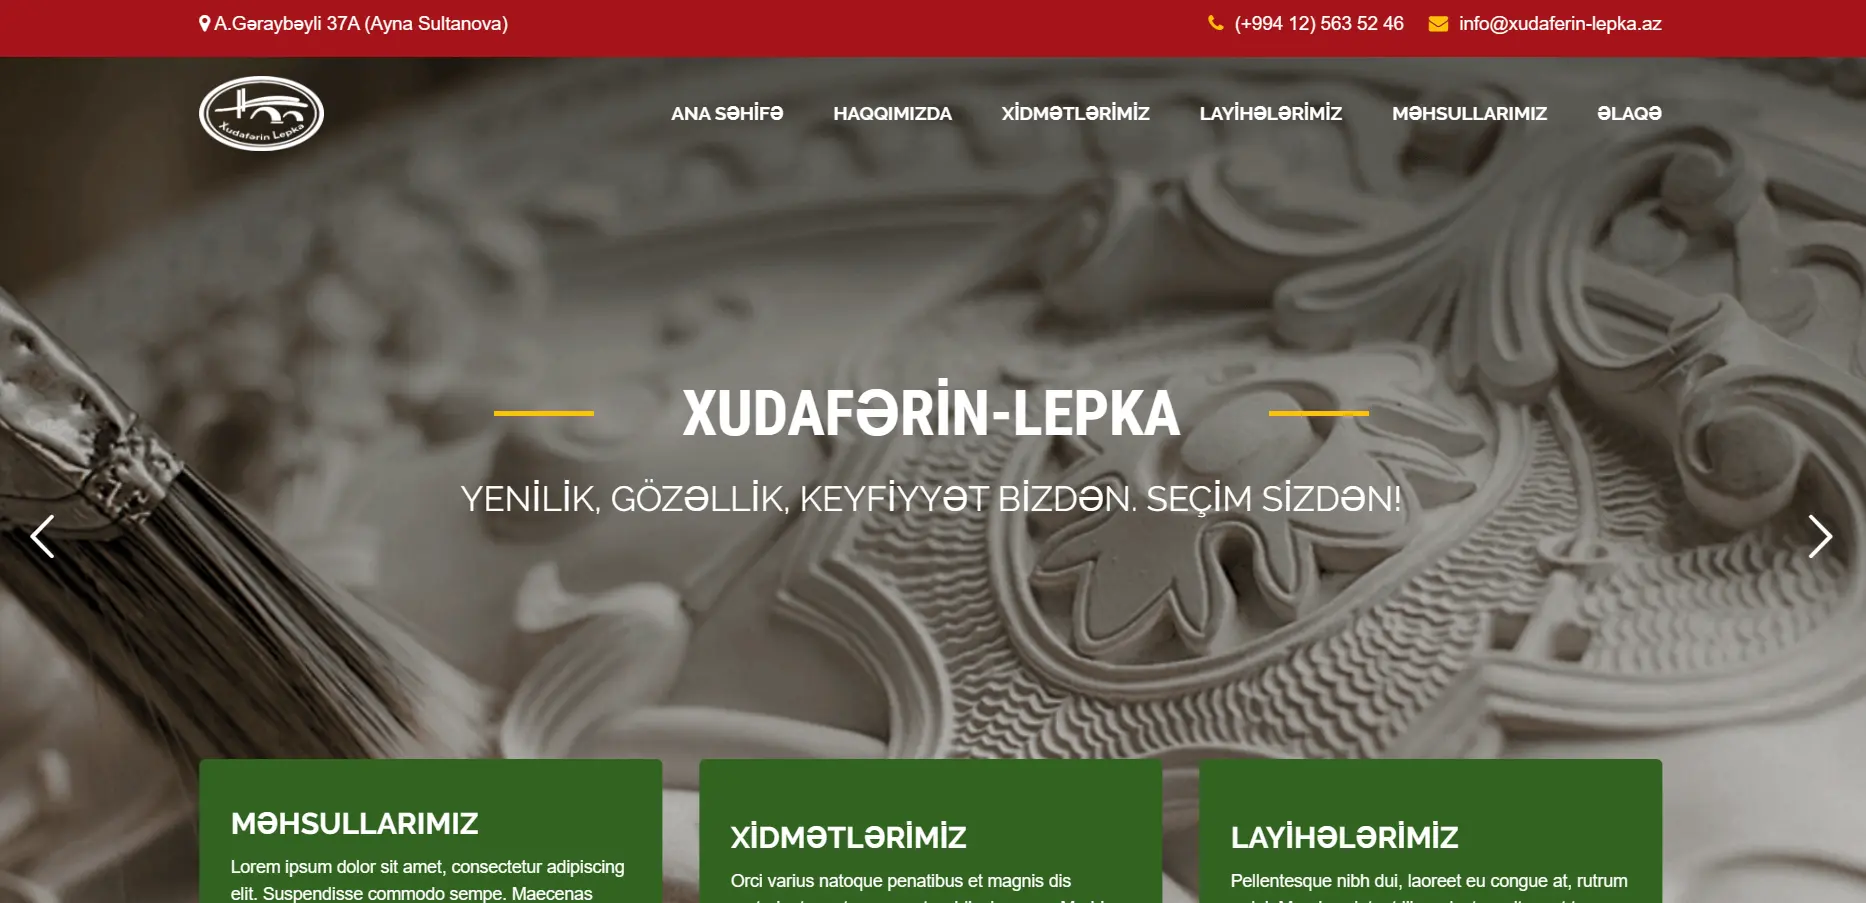 A.Gəraybəyli 37A (Ayna Sultanova)
(+994 12) 563 52 46
info@xudaferin-lepka.az
Xudafərin Lepka
ANA SƏHİFƏ
HAQQIMIZDA
XİDMƏTLƏRİMİZ
LAYİHƏLƏRİMİZ
MƏHSULLARIMIZ
ƏLAQƏ
XUDAFƏRİN-LEPKA
YENİLİK, GÖZƏLLİK, KEYFİYYƏT BİZDƏN. SEÇİM SİZDƏN!
MƏHSULLARIMIZ
Lorem ipsum dolor sit amet, consectetur adipiscing
elit. Suspendisse commodo sempe. Maecenas
XİDMƏTLƏRİMİZ
Orci varius natoque penatibus et magnis dis
LAYİHƏLƏRİMİZ
Pellentesque nibh dui, laoreet eu congue at, rutrum